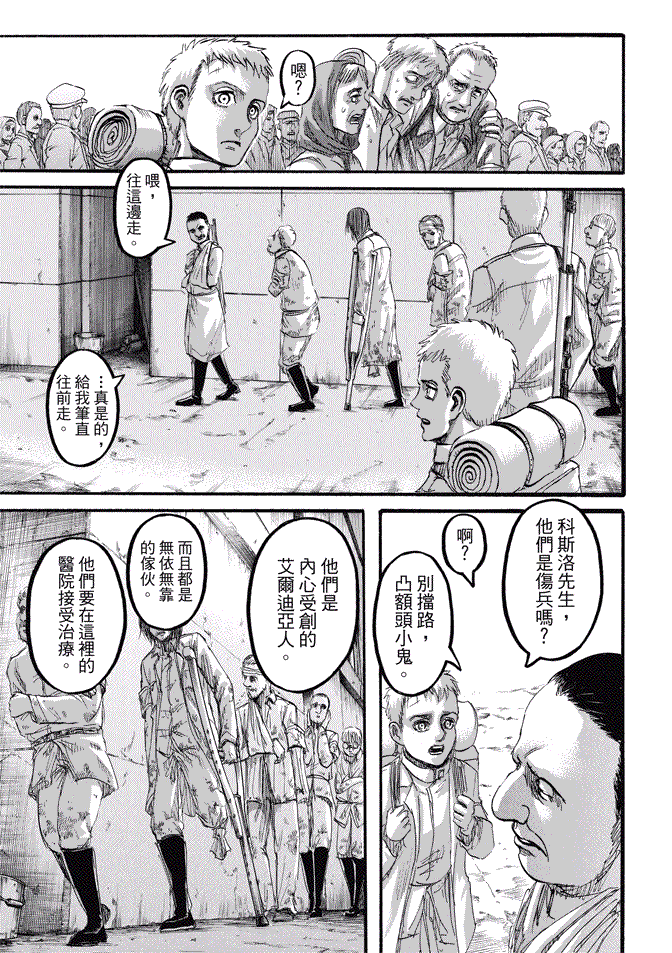 嗯?
喂，
往這邊走。
…真是的，
給我筆直
往前走。
科斯洛先生，
他們是傷兵嗎?
啊?
別擋路，
凸額頭小鬼。
他們是
內心受創的
艾爾迪亞人。
而且都是
無依無靠
的傢伙。
他們要在這裡的
醫院接受治療。